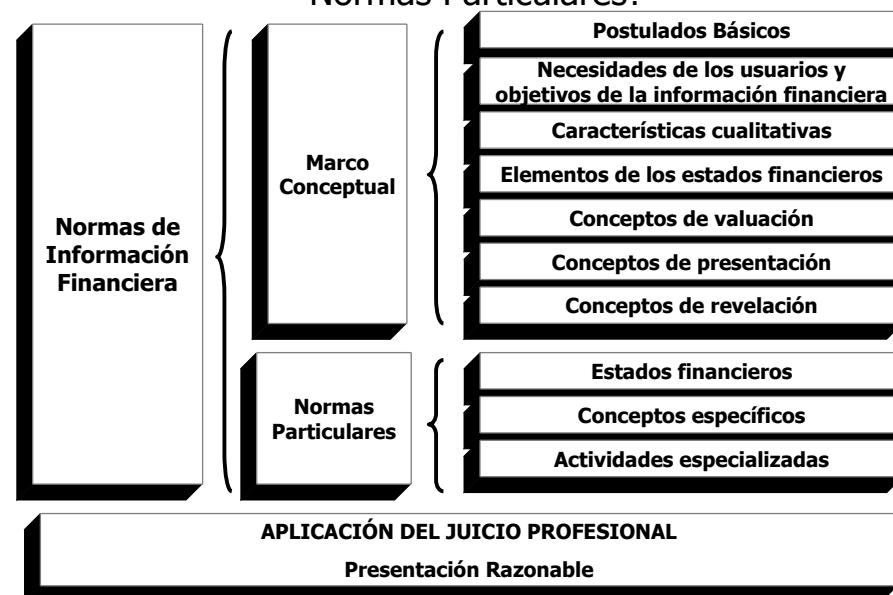 Normas Particulares?
Normas de
Información
Financiera
Marco
Conceptual
Postulados Básicos
Necesidades de los usuarios y
objetivos de la información financiera
Características cualitativas
Elementos de los estados financieros
Conceptos de valuación
Conceptos de presentación
Conceptos de revelación
Normas
Particulares
Estados financieros
Conceptos específicos
Actividades especializadas
APLICACIÓN DEL JUICIO PROFESIONAL
Presentación Razonable